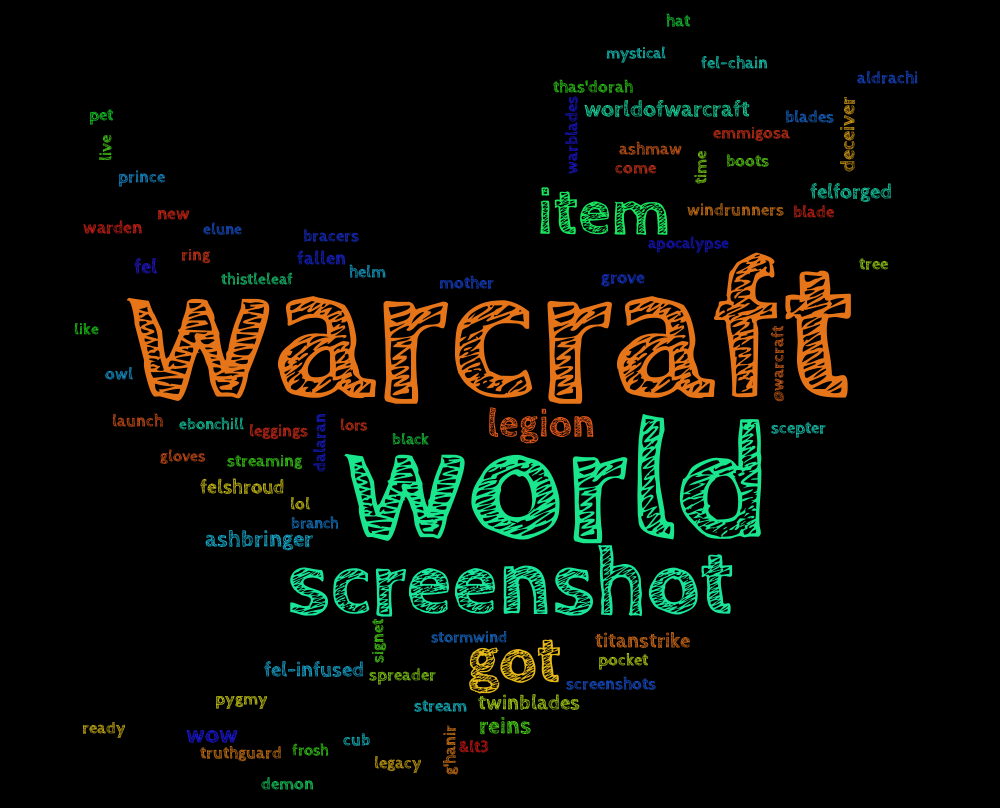 hat
mystical
fel-chain
aldrachi
thas'dorah
pet
worldofwarcraft
warblades
blades
deceiver
emmigosa
live
ashmaw
time
boots
come
prince
felforged
item
windrunners
blade
new
warden
elune
bracers
apocalypse
ring
fallen
fel
helm
tree
thistleleaf
mother
grove
warcraft
like
@warcraft
owl
launch
ebonchill
leggings
dalaran
lors
legion
scepter
black
gloves
streaming
world
felshroud
lol
branch
ashbringer
screenshot
signet
stormwind
got
titanstrike
pocket
fel-infused
spreader
screenshots
pygmy
stream
twinblades
ready
wow
reins
truthguard
frosh
cub
g'hanir
&lt3
legacy
demon